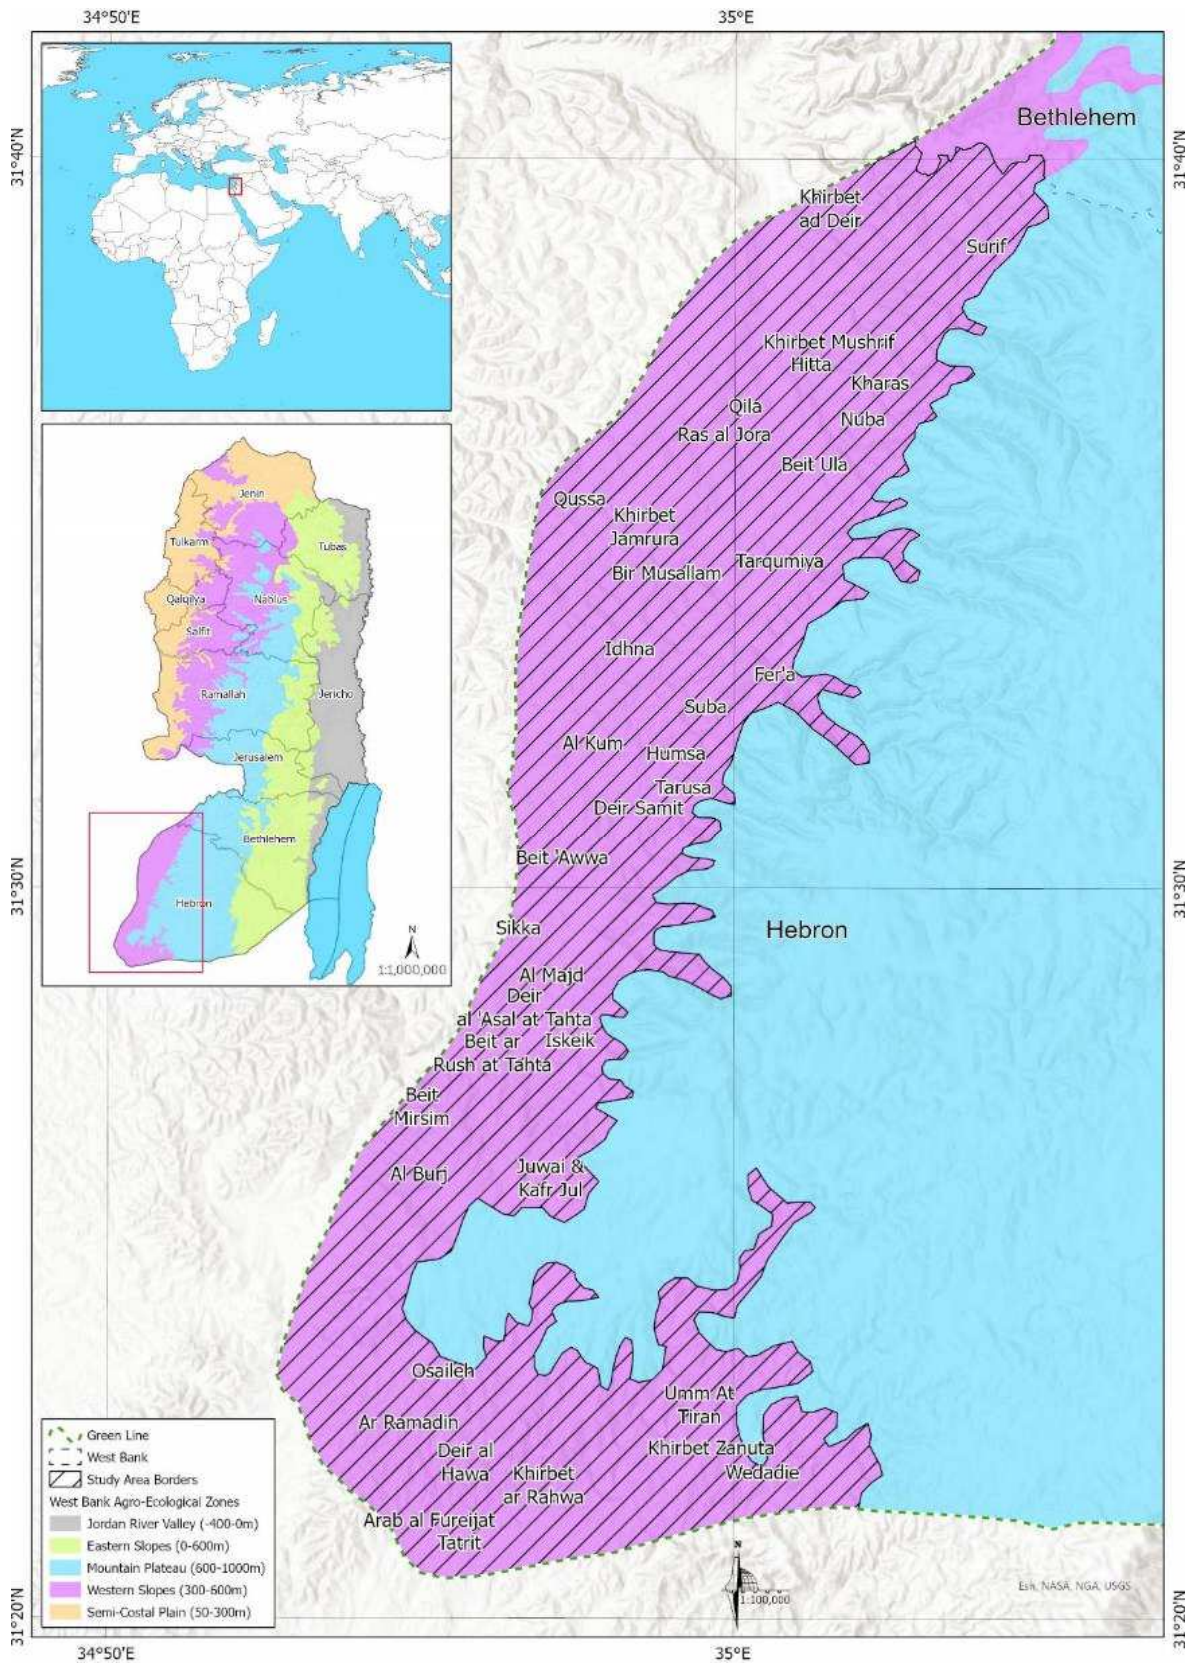 34°50'E
35°E
31°40'N
31°40'N
31°30'N
31°30'N
31°20'N
31°20'N
34°50'E
35°E
Jenin
Tulkarm
Tubas
Qalqilya
Nablus
Salfit
Ramallah
Jericho
Jerusalem
Bethlehem
Hebron
N
1:1,000,000
Bethlehem
Khirbet
ad Deir
Surif
Khirbet Mushrif
Hitta
Kharas
Qila
Nuba
Ras al Jora
Beit Ula
Qussa
Khirbet
Jamrura
Tarqumiya
Bir Musallam
Idhna
Fer'a
Suba
Al Kum
Humsa
Tarusa
Deir Samit
Beit 'Awwa
Sikka
Hebron
Al Majd
Deir
al 'Asal at Tahta
Beit ar
Iskeik
Rush at Tahta
Beit
Mirsim
Al Burj
Juwai &
Kafr Jul
Osaileh
Umm At
Tiran
Ar Ramadin
Deir al
Hawa
Khirbet Zanuta
Khirbet
ar Rahwa
Wedadie
Arab al Fureijat
Tatrit
Green Line
West Bank
Study Area Borders
West Bank Agro-Ecological Zones
Jordan River Valley (-400-0m)
Eastern Slopes (0-600m)
Mountain Plateau (600-1000m)
Western Slopes (300-600m)
Semi-Costal Plain (50-300m)
N
1:100,000
Esri, NASA, NGA, USGS